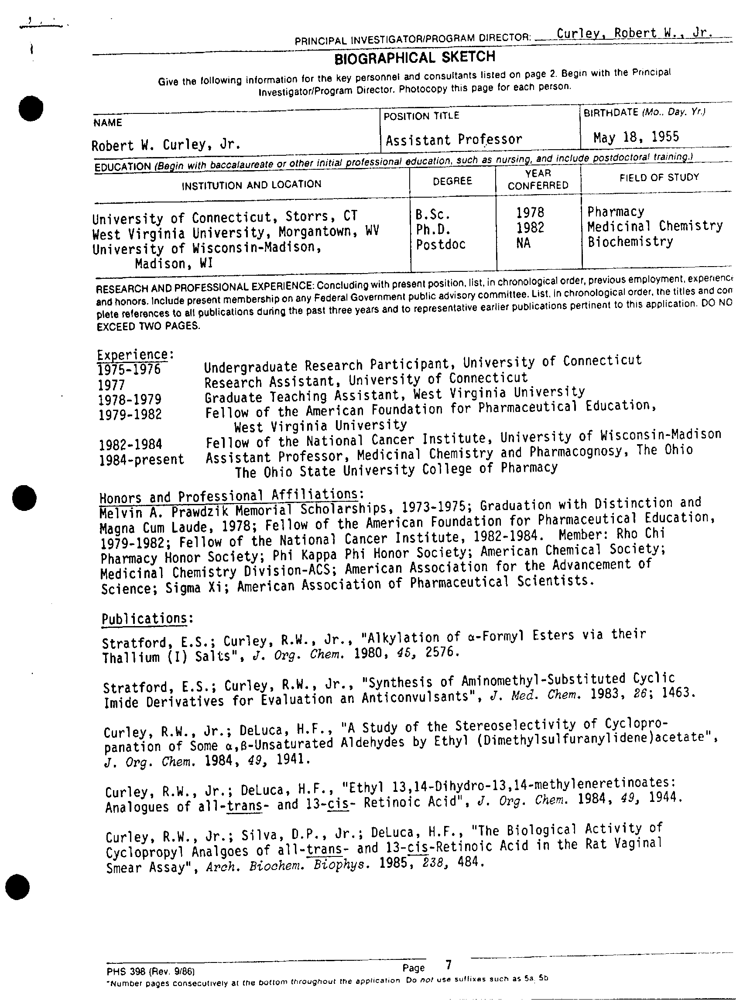 PRINCIPAL INVESTIGATOR/PROGRAM DIRECTOR: Curley, Robert W., Jr.
BIOGRAPHICAL SKETCH
Give the following information for the key personnel and consultants listed on page 2. Begin with the Principal
Investigator/Program Director. Photocopy this page for each person.
NAME POSITION TITLE BIRTHDATE (Mo., Day, Yr.)
Robert W. Curley, Jr. Assistant Professor May 18, 1955
EDUCATION (Begin with baccalaureate or other initial professional education, such as nursing, and include postdoctoral training.)
INSTITUTION AND LOCATION DEGREE YEAR CONFERRED FIELD OF STUDY
University of Connecticut, Storrs, CT B.Sc. 1978 Pharmacy
West Virginia University, Morgantown, WV Ph.D. 1982 Medicinal Chemistry
University of Wisconsin-Madison, Postdoc NA Biochemistry
Madison, WI
RESEARCH AND PROFESSIONAL EXPERIENCE: Concluding with present position, list, in chronological order, previous employment, experienc
and honors. Include present membership on any Federal Government public advisory committee. List, in chronological order, the titles and com
plete references to all publications during the past three years and to representative earlier publications pertinent to this application. DO NO
EXCEED TWO PAGES.
Experience:
1975-1976 Undergraduate Research Participant, University of Connecticut
1977 Research Assistant, University of Connecticut
1978-1979 Graduate Teaching Assistant, West Virginia University
1979-1982 Fellow of the American Foundation for Pharmaceutical Education,
West Virginia University
1982-1984 Fellow of the National Cancer Institute, University of Wisconsin-Madison
1984-present Assistant Professor, Medicinal Chemistry and Pharmacognosy, The Ohio
The Ohio State University College of Pharmacy
Honors and Professional Affiliations:
Melvin A. Prawdzik Memorial Scholarships, 1973-1975; Graduation with Distinction and
Magna Cum Laude, 1978; Fellow of the American Foundation for Pharmaceutical Education,
1979-1982; Fellow of the National Cancer Institute, 1982-1984. Member: Rho Chi
Pharmacy Honor Society; Phi Kappa Phi Honor Society; American Chemical Society;
Medicinal Chemistry Division-ACS; American Association for the Advancement of
Science; Sigma Xi; American Association of Pharmaceutical Scientists.
Publications:
Stratford, E.S.; Curley, R.W., Jr., "Alkylation of α-Formyl Esters via their
Thallium (I) Salts", J. Org. Chem. 1980, 45, 2576.
Stratford, E.S.; Curley, R.W., Jr., "Synthesis of Aminomethyl-Substituted Cyclic
Imide Derivatives for Evaluation an Anticonvulsants", J. Med. Chem. 1983, 26; 1463.
Curley, R.W., Jr.; DeLuca, H.F., "A Study of the Stereoselectivity of Cyclopro-
panation of Some α,β-Unsaturated Aldehydes by Ethyl (Dimethylsulfuranylidene)acetate",
J. Org. Chem. 1984, 49, 1941.
Curley, R.W., Jr.; DeLuca, H.F., "Ethyl 13,14-Dihydro-13,14-methyleneretinoates:
Analogues of all-trans- and 13-cis- Retinoic Acid", J. Org. Chem. 1984, 49, 1944.
Curley, R.W., Jr.; Silva, D.P., Jr.; DeLuca, H.F., "The Biological Activity of
Cyclopropyl Analgoes of all-trans- and 13-cis-Retinoic Acid in the Rat Vaginal
Smear Assay", Arch. Biochem. Biophys. 1985, 238, 484.
PHS 398 (Rev. 9/86) Page 7
*Number pages consecutively at the bottom throughout the application. Do not use suffixes such as 5a, 5b